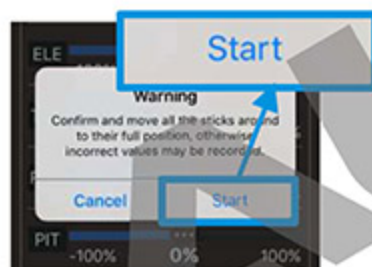 Start
ELE
Warning
Confirm and move all the sticks around
to their full position, otherwise
incorrect values may be recorded.
Cancel
Start
PIT
-100%
0%
100%